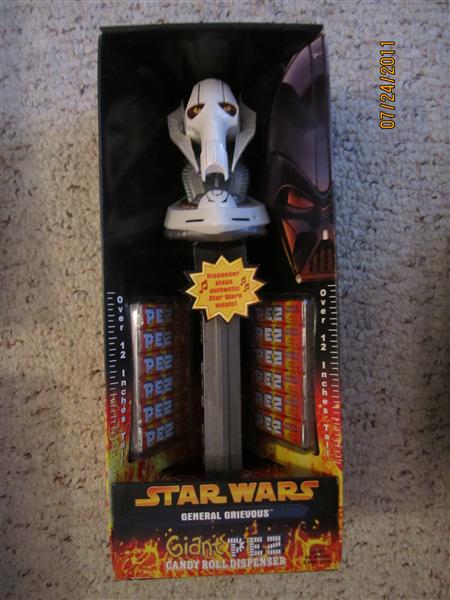 07/24/2011
Dispenser
plays
authentic
Star Wars
music!
Over 12 Inches Tall
Over 12 Inches Tall
PEZ
PEZ
PEZ
PEZ
PEZ
PEZ
PEZ
PEZ
PEZ
PEZ
PEZ
PEZ
STAR WARS
GENERAL GRIEVOUS™
Giant PEZ
CANDY ROLL DISPENSER